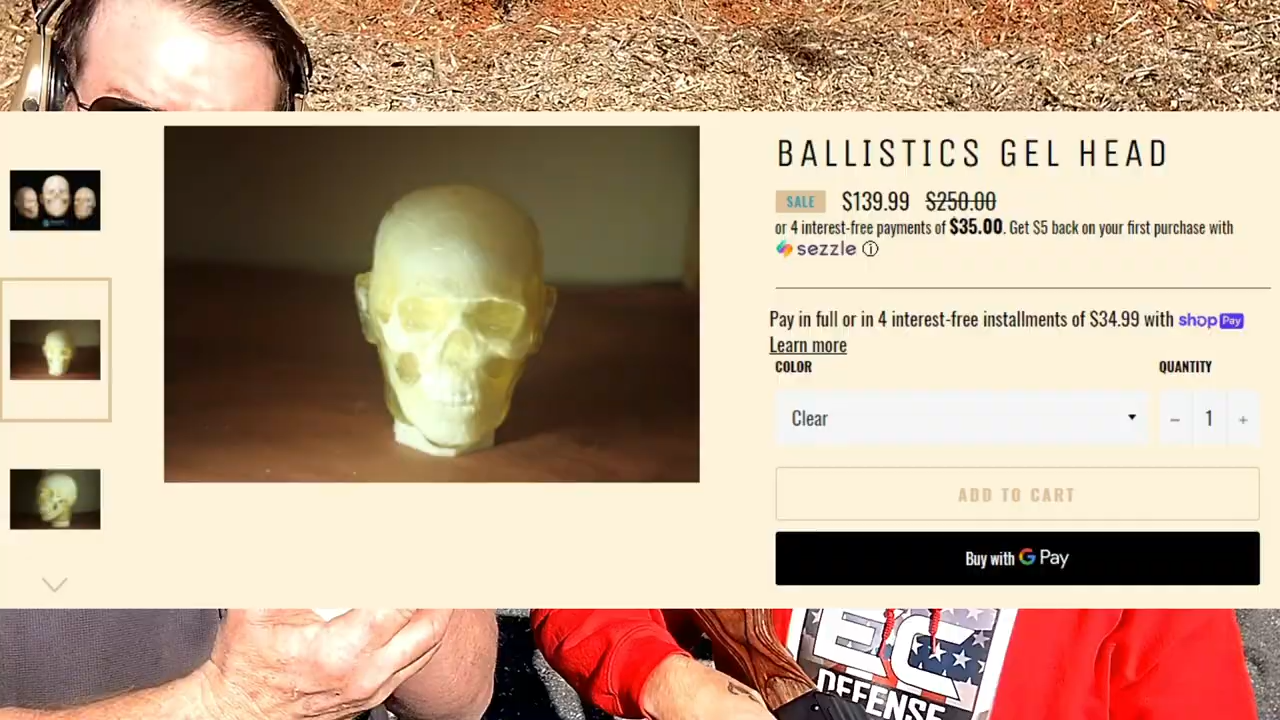 BALLISTICS GEL HEAD
SALE $139.99 $250.00
or 4 interest-free payments of $35.00. Get $5 back on your first purchase with
sezzle
Pay in full or in 4 interest-free installments of $34.99 with shop Pay
Learn more
COLOR QUANTITY
Clear − 1 +
ADD TO CART
Buy with G Pay
EC
DEFENSE